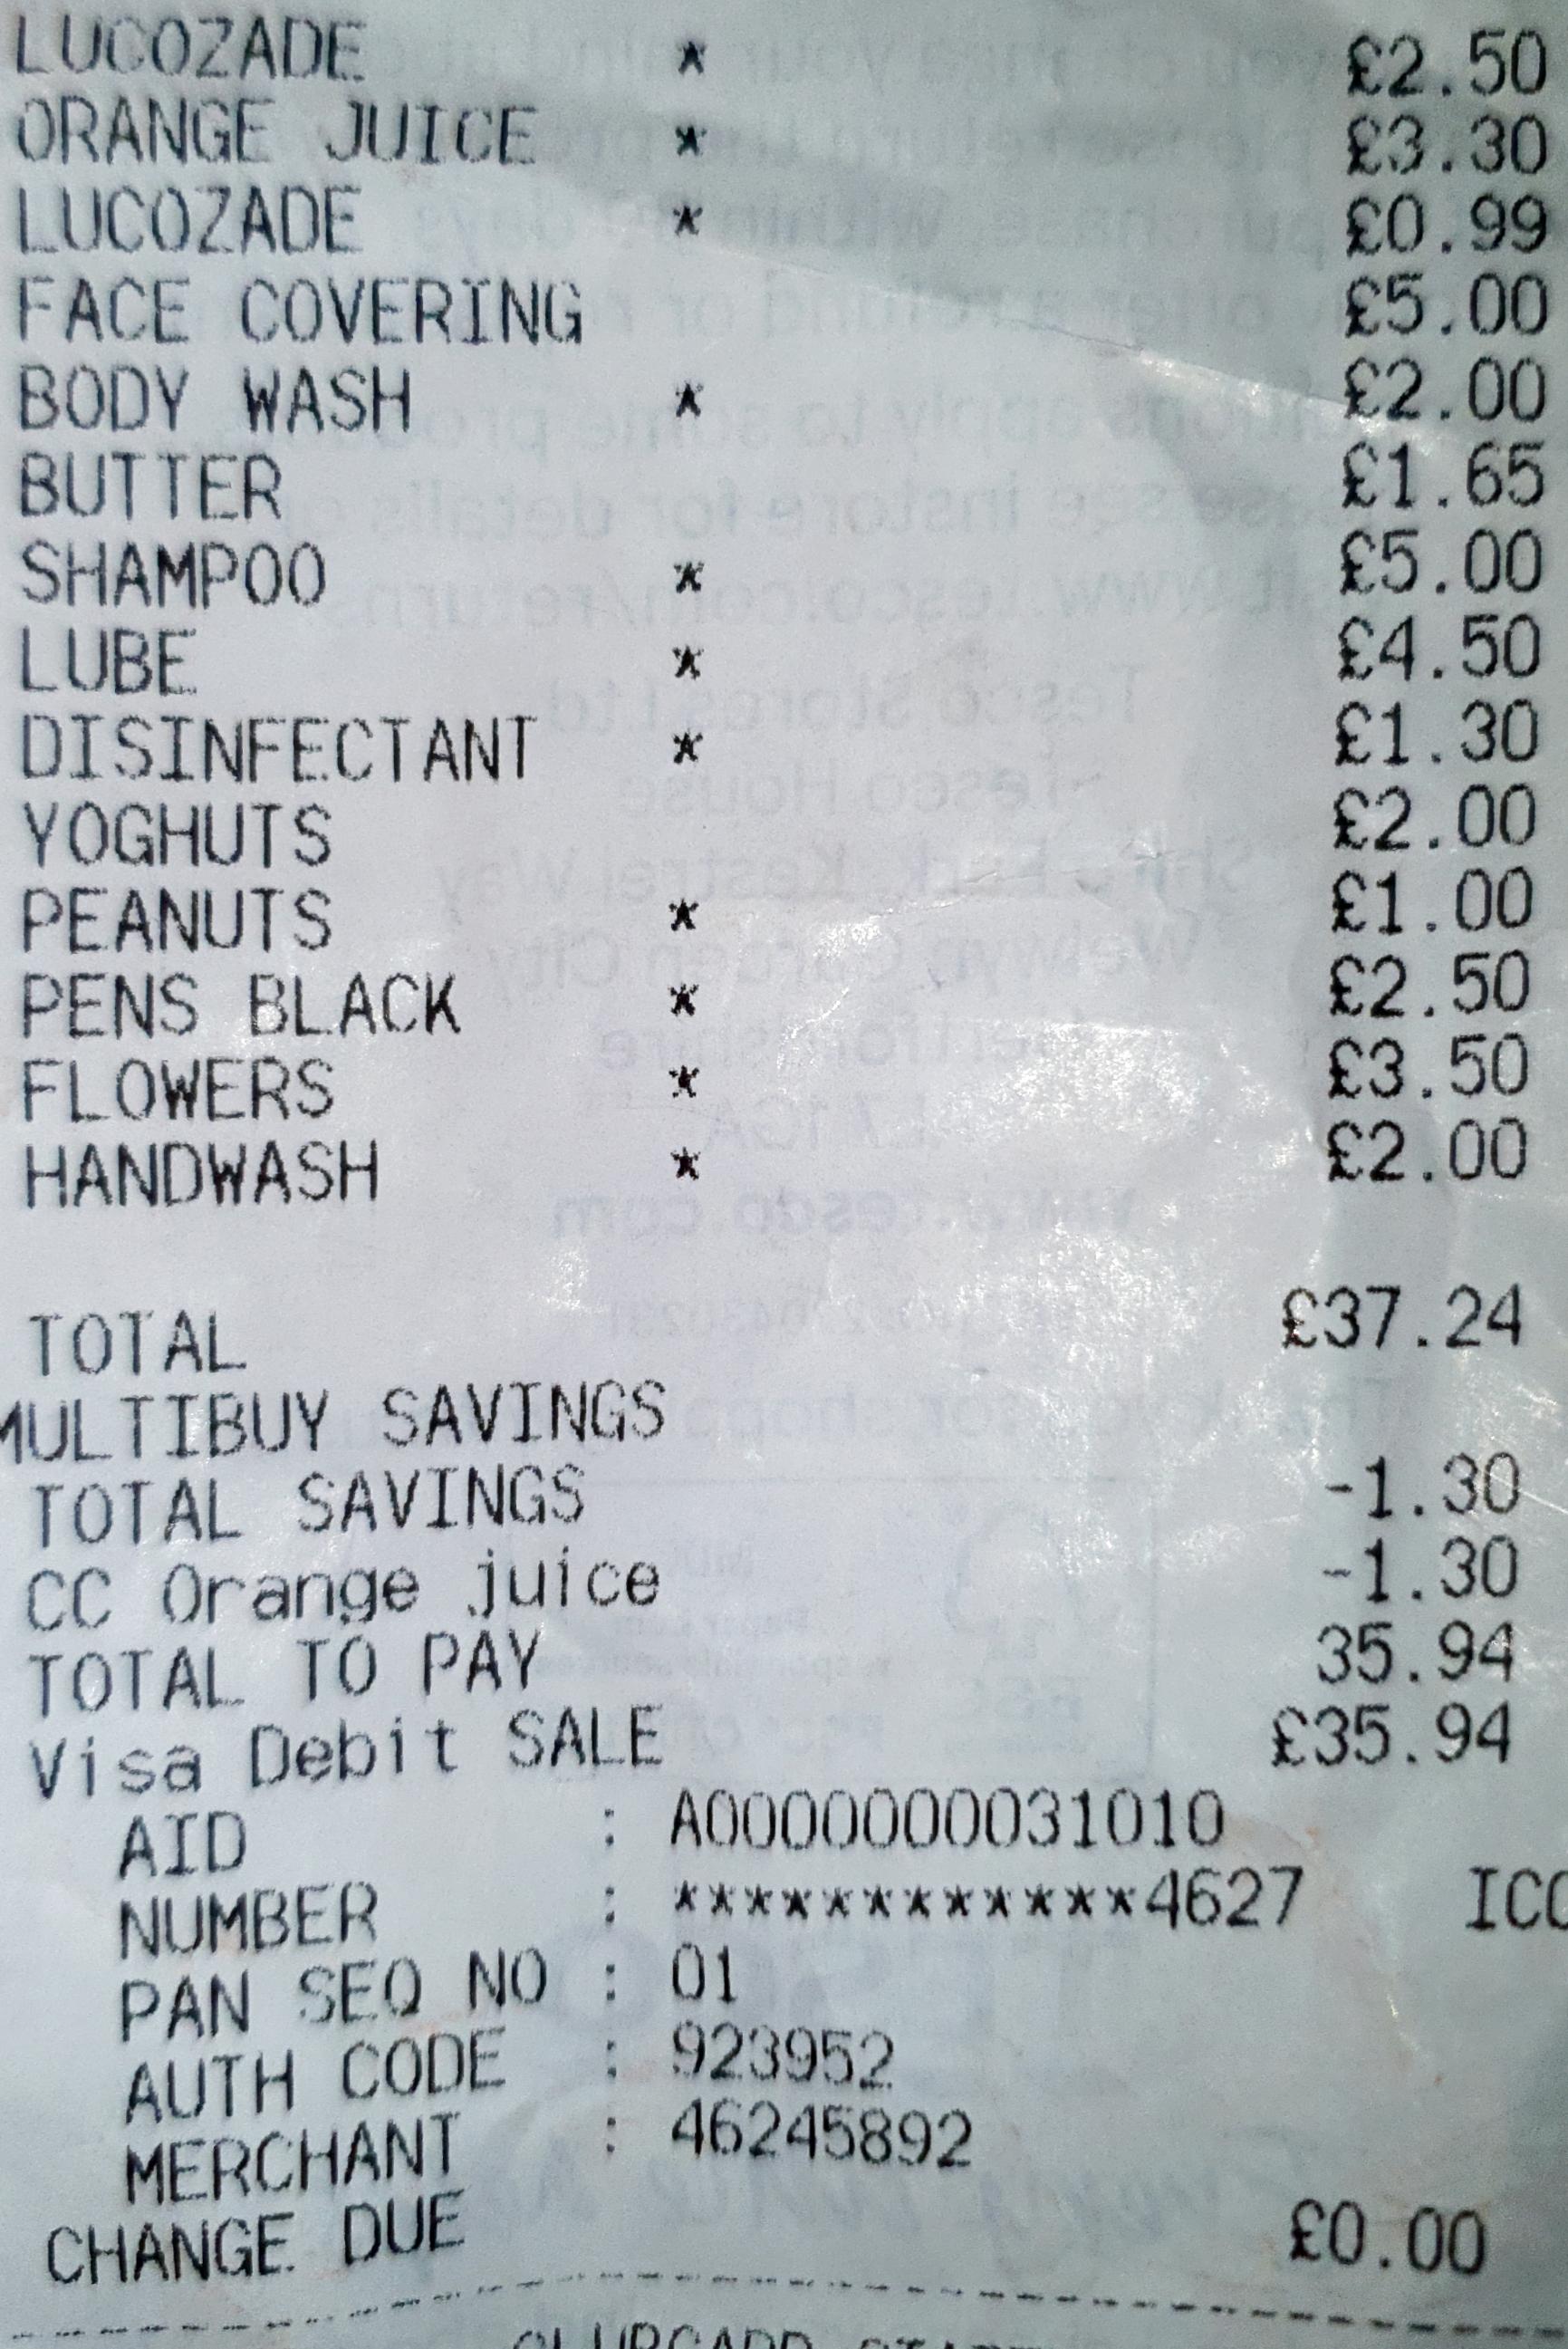 LUCOZADE * £2.50
ORANGE JUICE * £3.30
LUCOZADE * £0.99
FACE COVERING £5.00
BODY WASH * £2.00
BUTTER £1.65
SHAMPOO * £5.00
LUBE * £4.50
DISINFECTANT * £1.30
YOGHUTS £2.00
PEANUTS * £1.00
PENS BLACK * £2.50
FLOWERS * £3.50
HANDWASH * £2.00
TOTAL £37.24
MULTIBUY SAVINGS
TOTAL SAVINGS -1.30
CC Orange juice -1.30
TOTAL TO PAY 35.94
Visa Debit SALE £35.94
AID : A0000000031010
NUMBER : *************4627 ICC
PAN SEQ NO : 01
AUTH CODE : 923952
MERCHANT : 46245892
CHANGE DUE £0.00